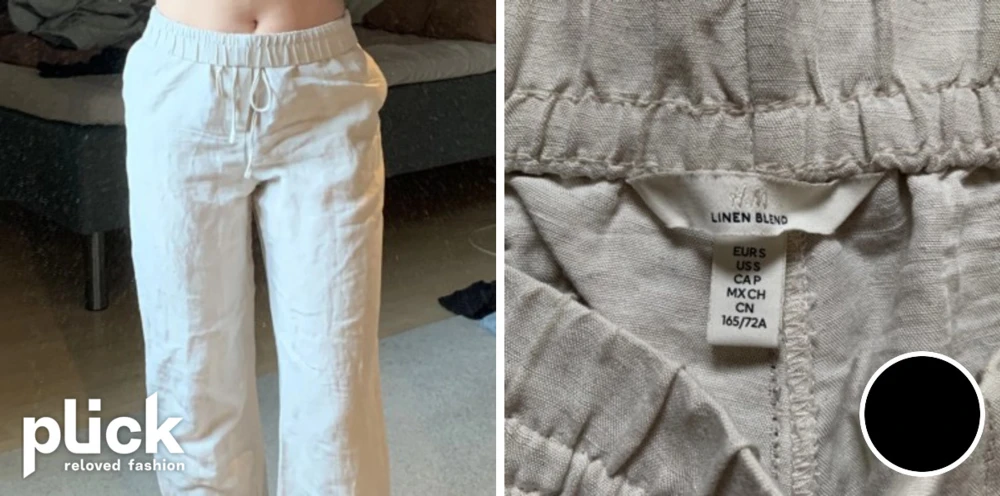 plick
reloved fashion
H&M
LINEN BLEND
EUR S
US S
CA P
MX CH
CN
165/72A